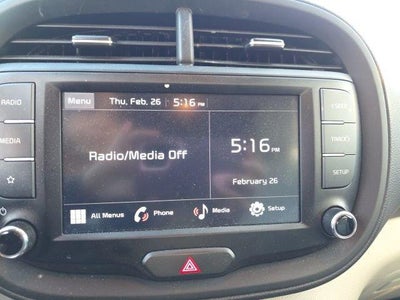 RADIO
MEDIA
Menu Thu, Feb, 26 5:16 PM
Radio/Media Off
5:16 PM
February 26
All Menus Phone Media Setup
SEEK
TRACK
SETUP